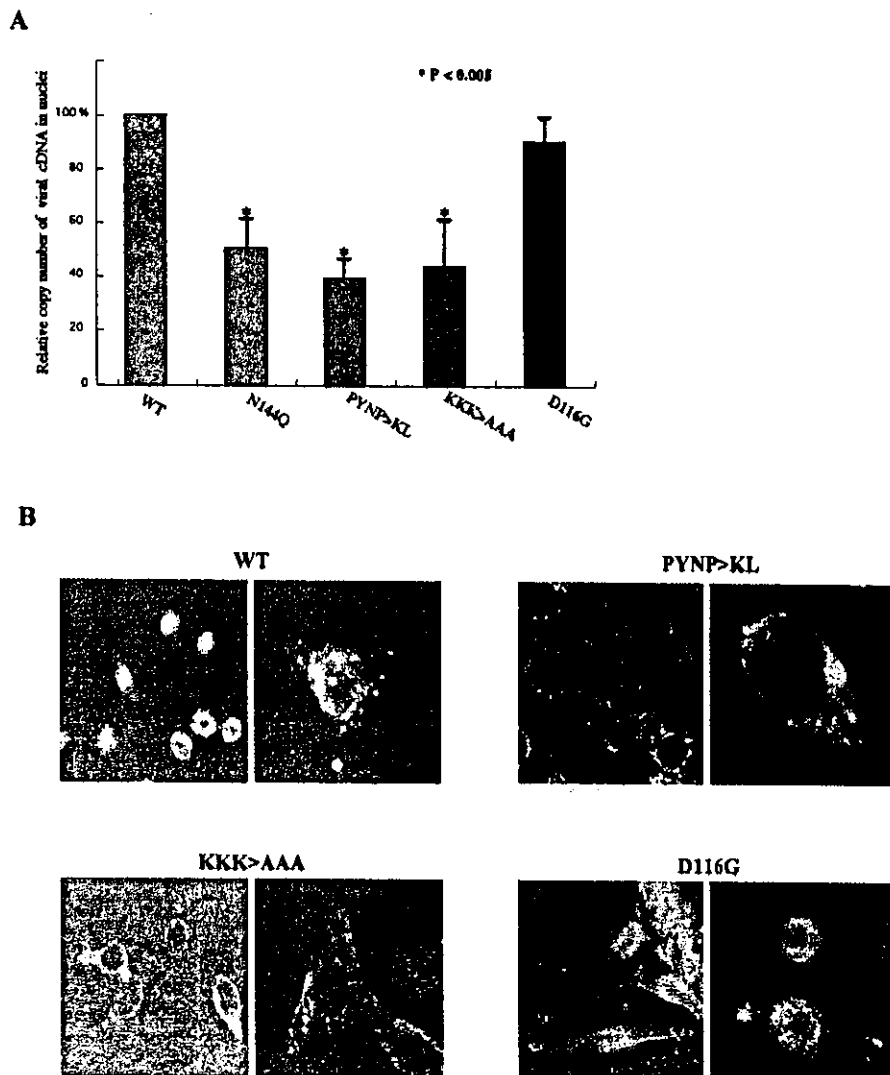 A
* P < 0.005
Relative copy number of viral cDNA in nuclei
100%
80
60
40
20
0
*
*
*
WT
N144Q
PYNP>KL
KKK>AAA
D116G
B
WT
PYNP>KL
KKK>AAA
D116G